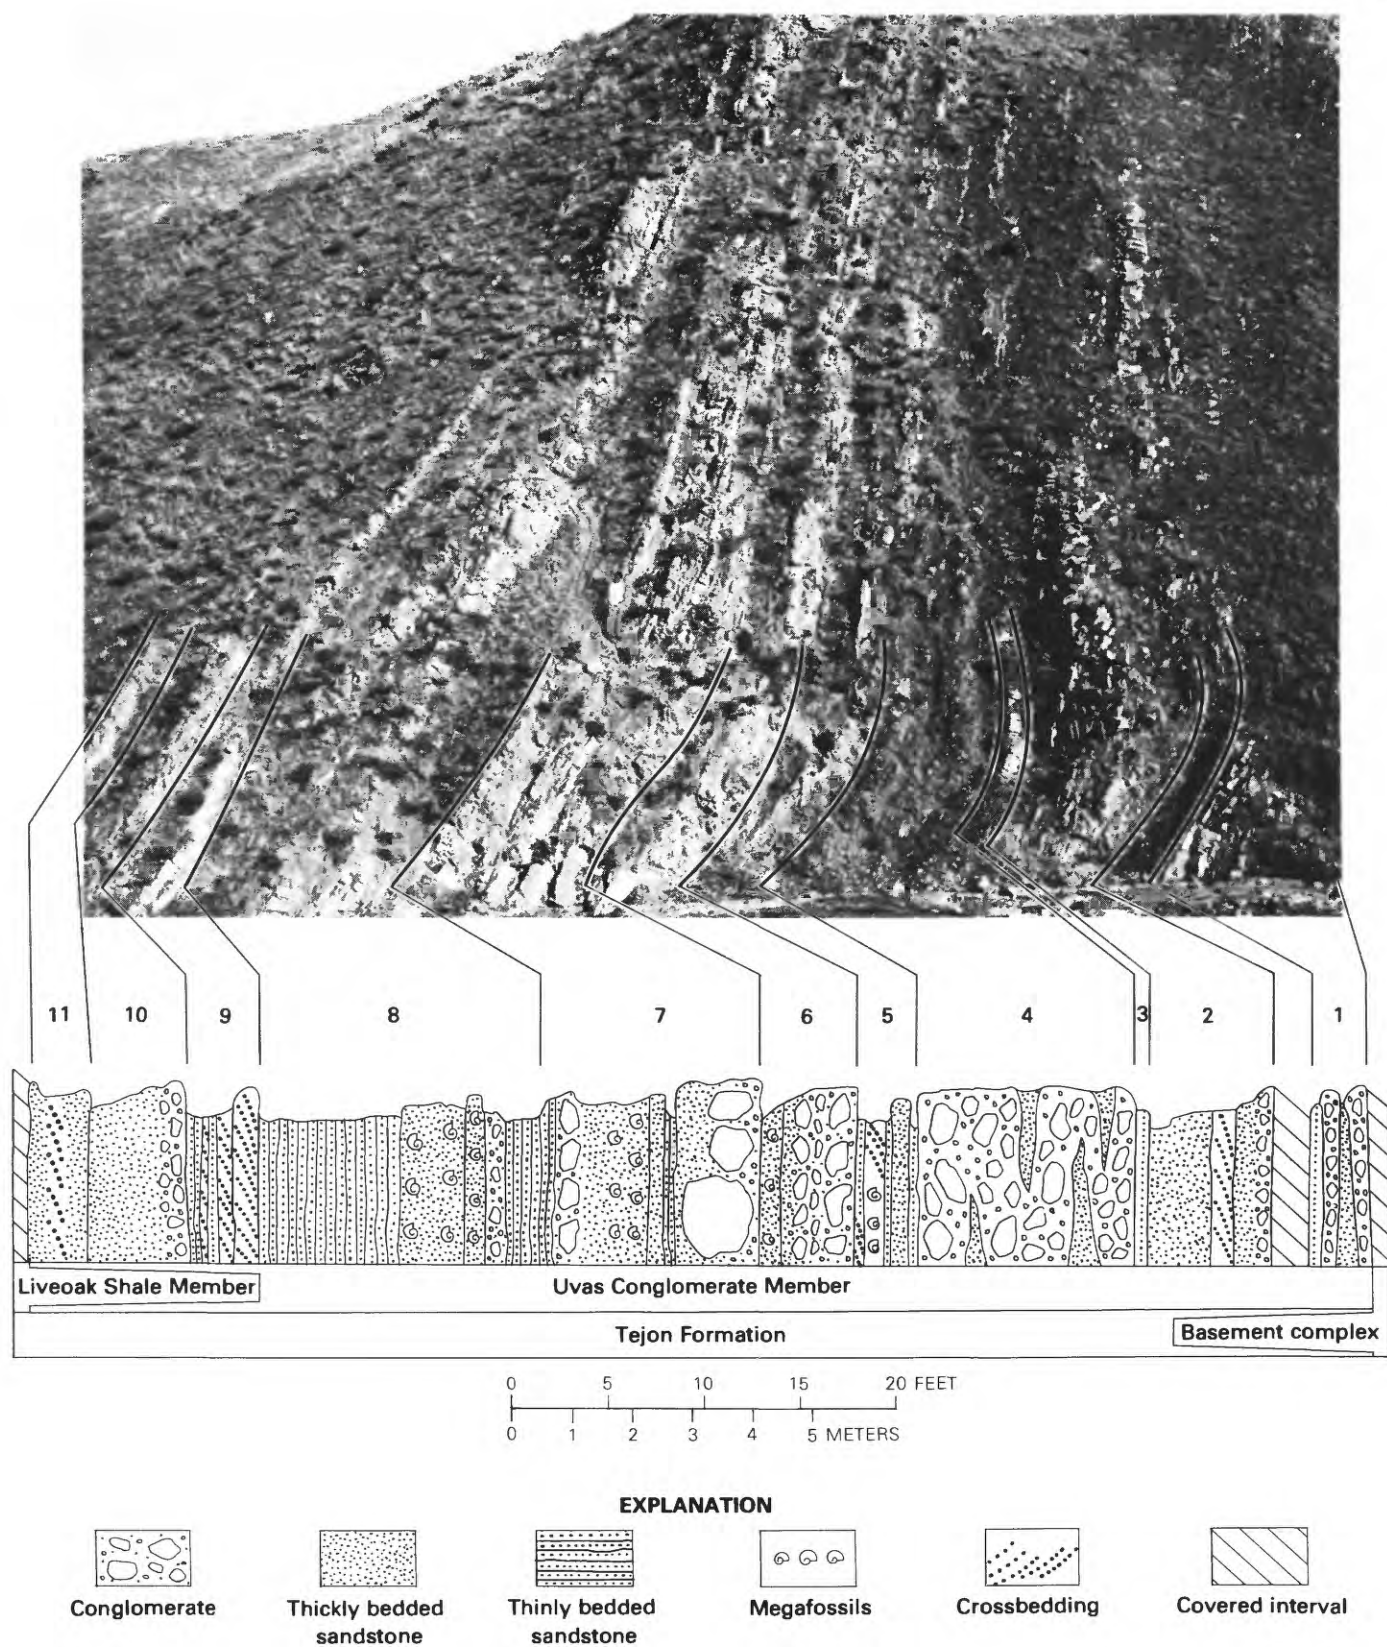 11 10 9 8 7 6 5 4 3 2 1
Liveoak Shale Member Uvas Conglomerate Member
Tejon Formation Basement complex
0 5 10 15 20 FEET
0 1 2 3 4 5 METERS
EXPLANATION
Conglomerate
Thickly bedded
sandstone
Thinly bedded
sandstone
Megafossils
Crossbedding
Covered interval